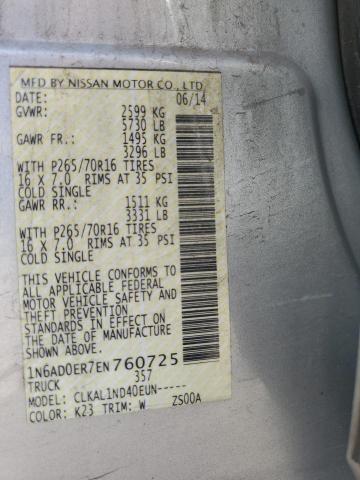 MFD BY NISSAN MOTOR CO., LTD
DATE: 06/14
GVWR: 2599 KG
5730 LB
GAWR FR.: 1495 KG
3296 LB
WITH P265/70R16 TIRES
16 X 7.0 RIMS AT 35 PSI
COLD SINGLE
GAWR RR.: 1511 KG
3331 LB
WITH P265/70R16 TIRES
16 X 7.0 RIMS AT 35 PSI
COLD SINGLE
THIS VEHICLE CONFORMS TO
ALL APPLICABLE FEDERAL
MOTOR VEHICLE SAFETY AND
THEFT PREVENTION
STANDARDS IN EFFECT ON
THE DATE OF MANUFACTURE
SHOWN ABOVE.
1N6AD0ER7EN760725
TRUCK 357
MODEL: CLKAL1ND40EUN-----
COLOR: K23 TRIM: W ZS00A